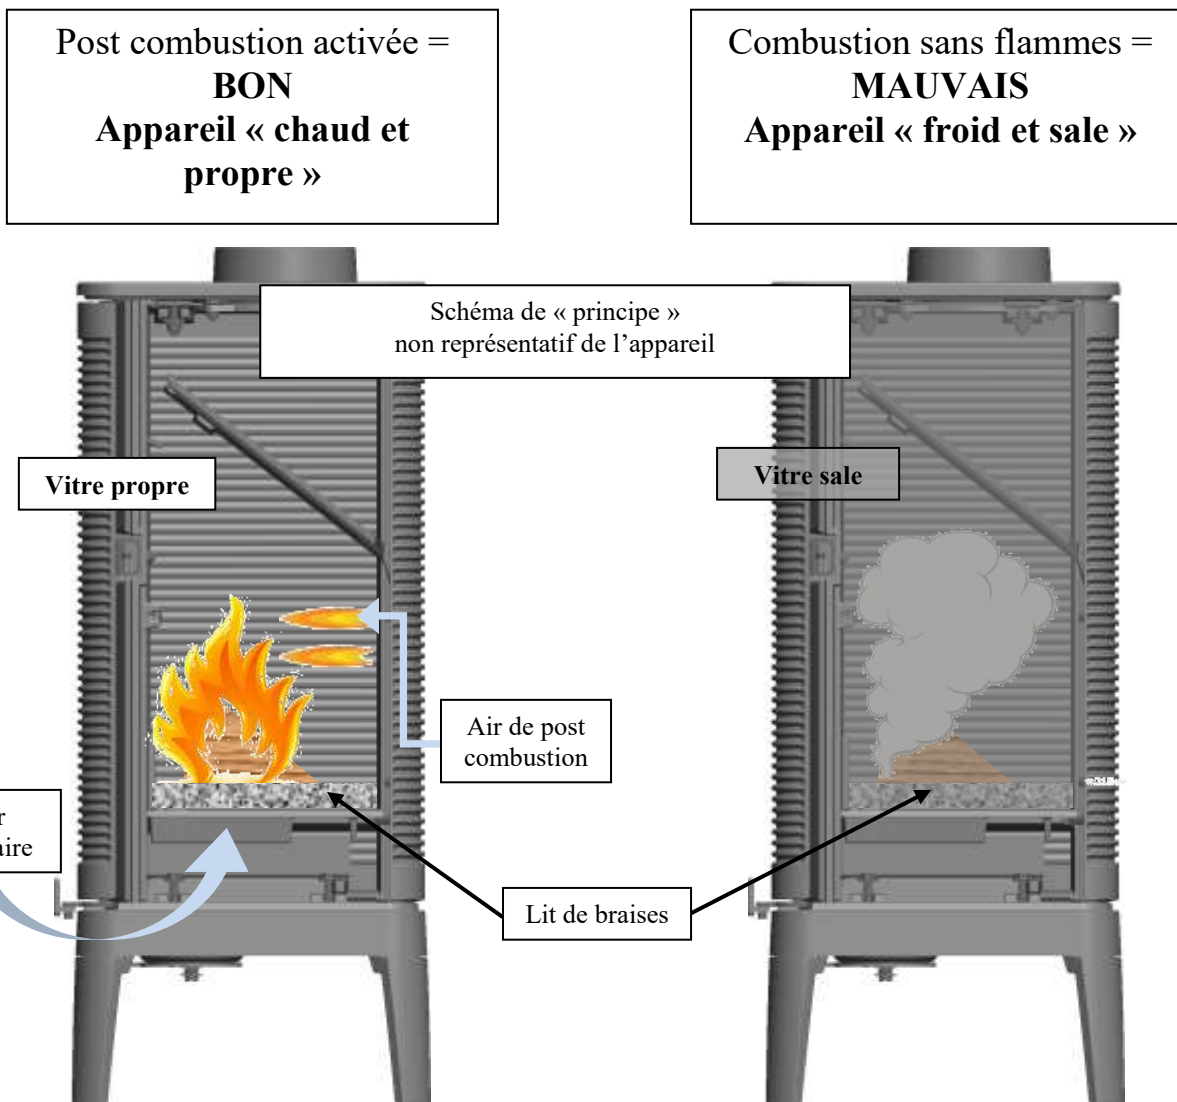 Post combustion activée =
BON
Appareil « chaud et
propre »
Combustion sans flammes =
MAUVAIS
Appareil « froid et sale »
Schéma de « principe »
non représentatif de l’appareil
Vitre propre
Vitre sale
Air de post
combustion
r
aire
Lit de braises